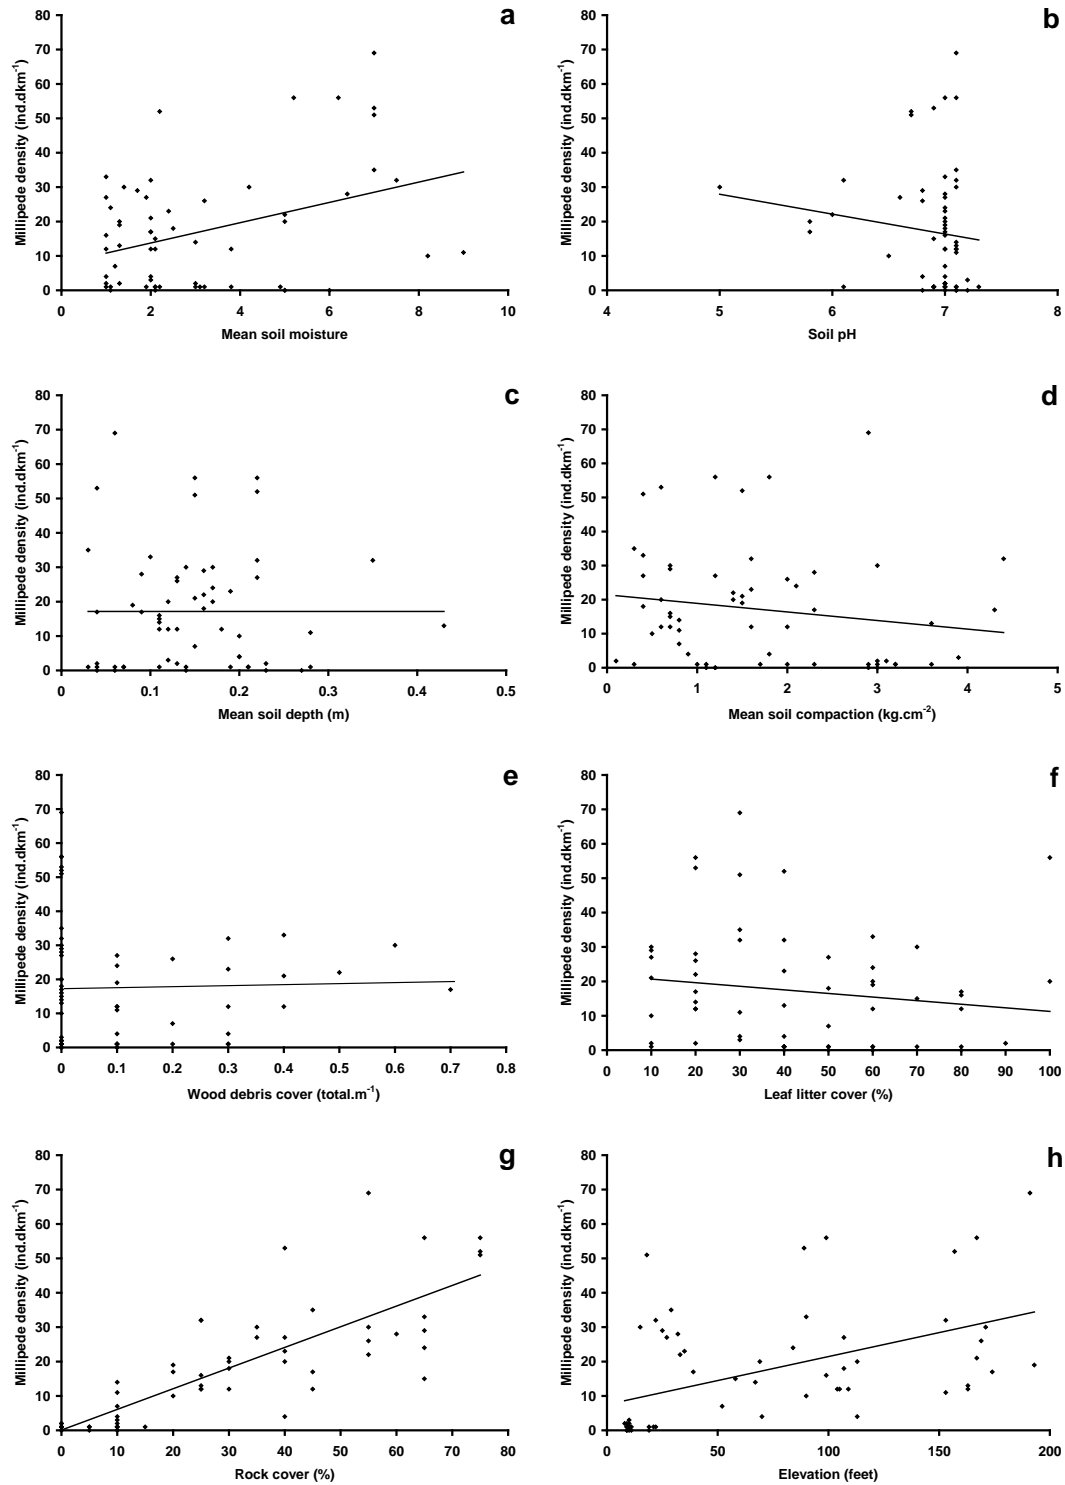 a
80
70
60
50
40
30
20
10
0
Millipede density (ind.dkm⁻¹)
0 2 4 6 8 10
Mean soil moisture
b
80
70
60
50
40
30
20
10
0
Millipede density (ind.dkm⁻¹)
4 5 6 7 8
Soil pH
c
80
70
60
50
40
30
20
10
0
Millipede density (ind.dkm⁻¹)
0 0.1 0.2 0.3 0.4 0.5
Mean soil depth (m)
d
80
70
60
50
40
30
20
10
0
Millipede density (ind.dkm⁻¹)
0 1 2 3 4 5
Mean soil compaction (kg.cm⁻²)
e
80
70
60
50
40
30
20
10
0
Millipede density (ind.dkm⁻¹)
0 0.1 0.2 0.3 0.4 0.5 0.6 0.7 0.8
Wood debris cover (total.m⁻¹)
f
80
70
60
50
40
30
20
10
0
Millipede density (ind.dkm⁻¹)
10 20 30 40 50 60 70 80 90 100
Leaf litter cover (%)
g
80
70
60
50
40
30
20
10
0
Millipede density (ind.dkm⁻¹)
0 10 20 30 40 50 60 70 80
Rock cover (%)
h
80
70
60
50
40
30
20
10
0
Millipede density (ind.dkm⁻¹)
50 100 150 200
Elevation (feet)